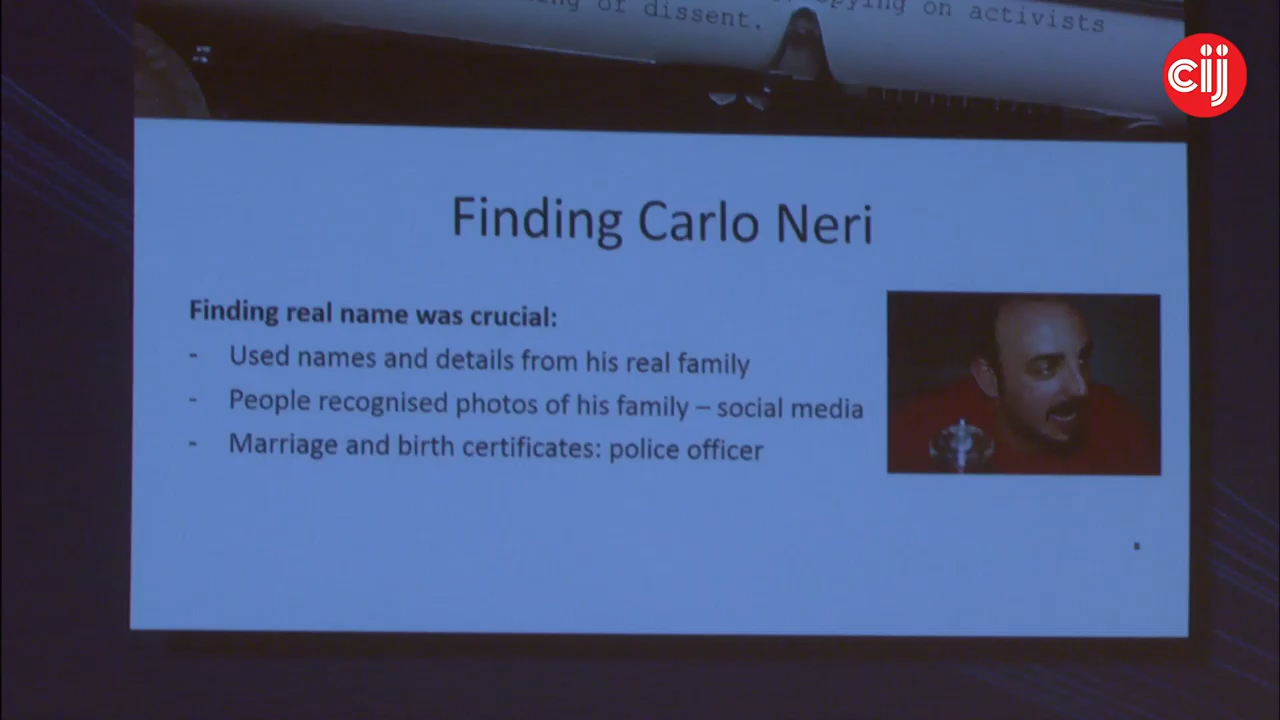 of dissent.
on activists
cij
Finding Carlo Neri
Finding real name was crucial:
- Used names and details from his real family
- People recognised photos of his family – social media
- Marriage and birth certificates: police officer